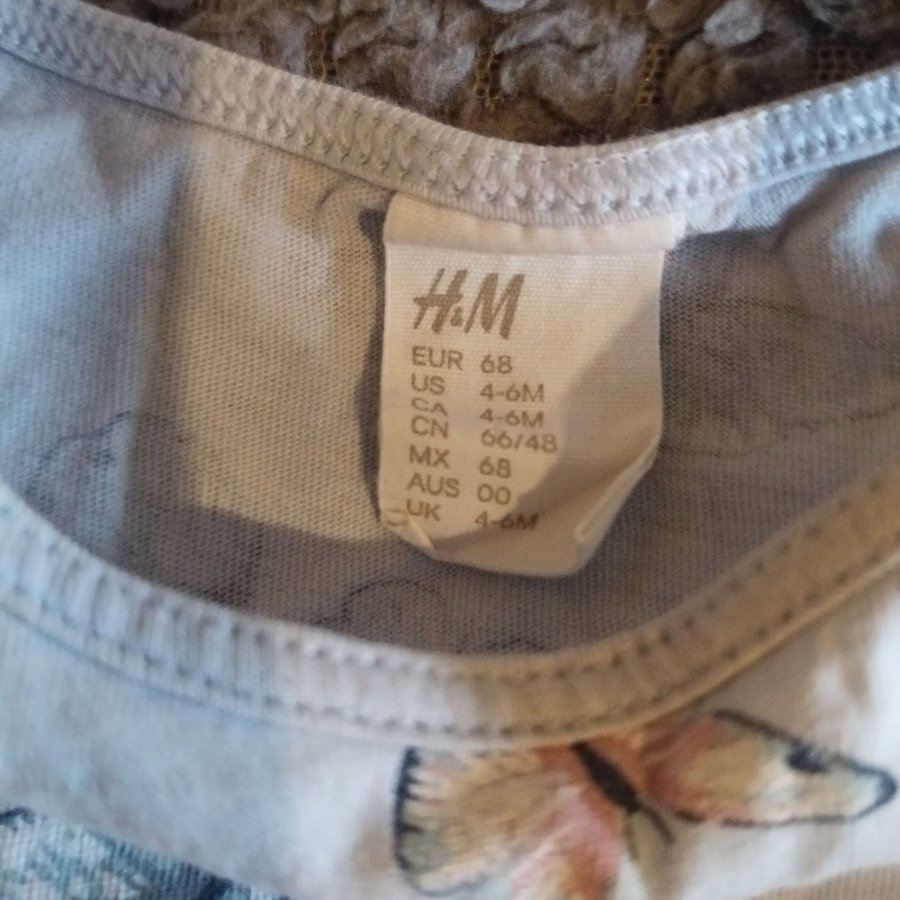 H&M
EUR 68
US 4-6M
CA 4-6M
CN 66/48
MX 68
AUS 00
UK 4-6M